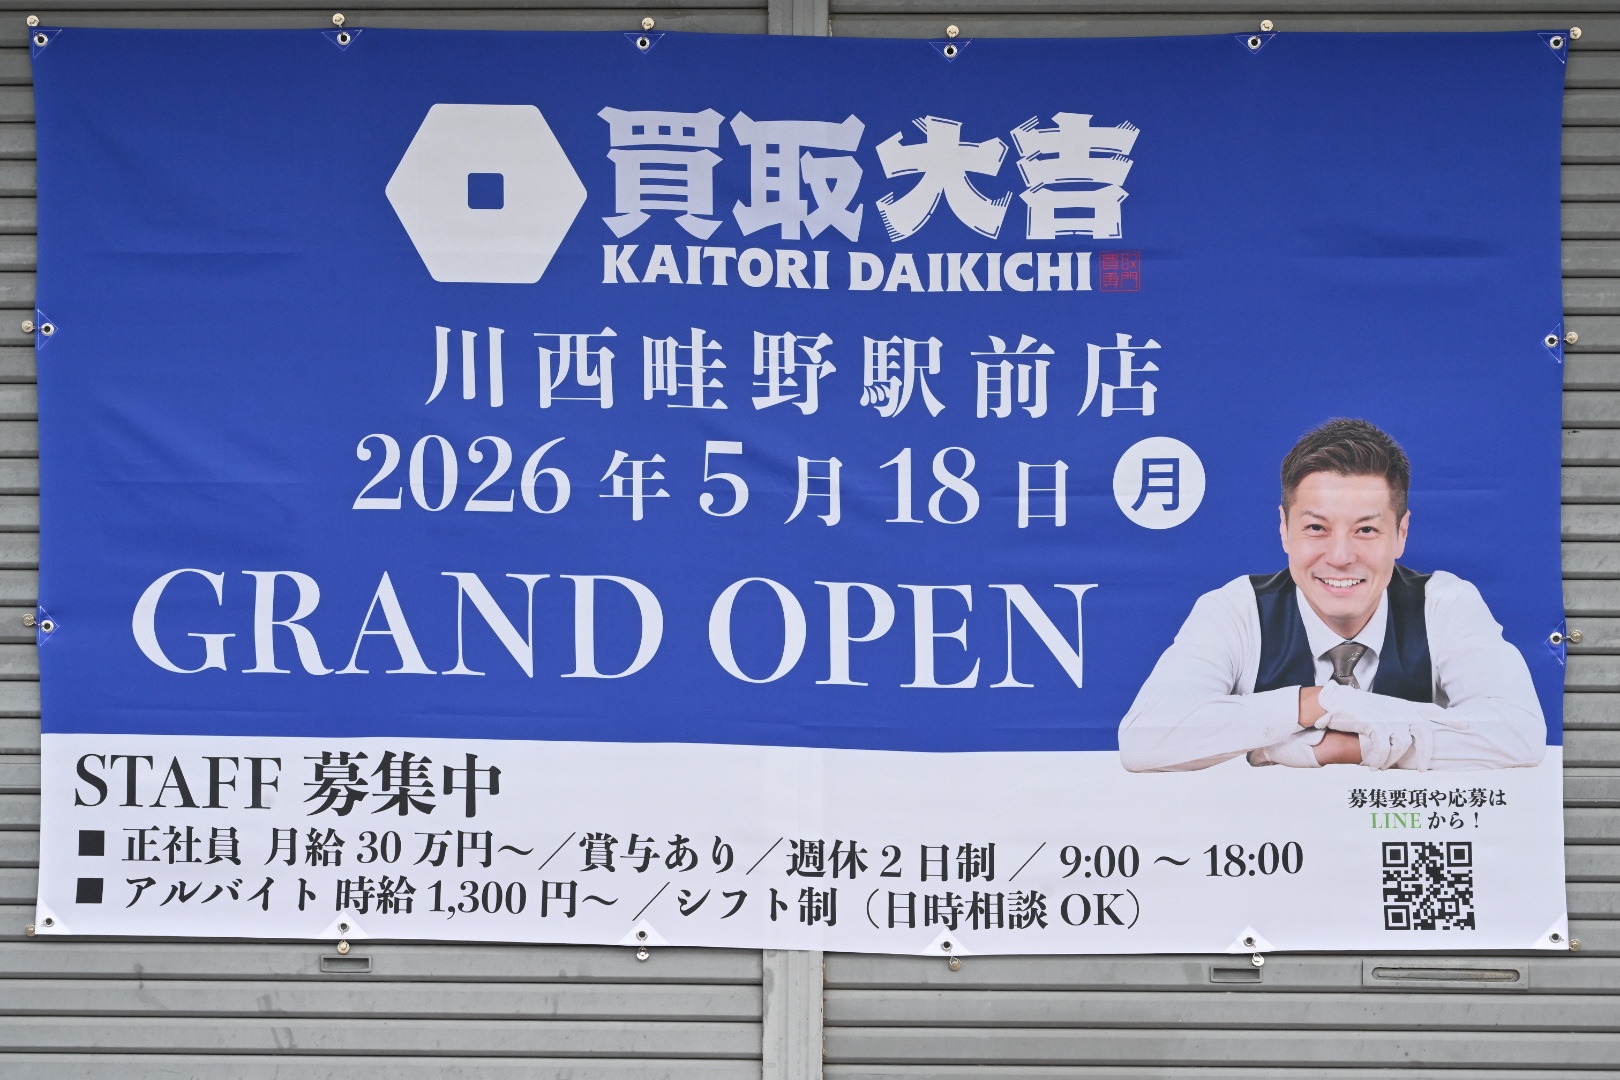 買取大吉
KAITORI DAIKICHI
川西畦野駅前店
2026年5月18日 月
GRAND OPEN
STAFF 募集中
■ 正社員 月給30万円～／賞与あり／週休2日制 ／ 9:00 ～ 18:00
■ アルバイト 時給1,300円～ ／シフト制（日時相談OK）
募集要項や応募は
LINEから！